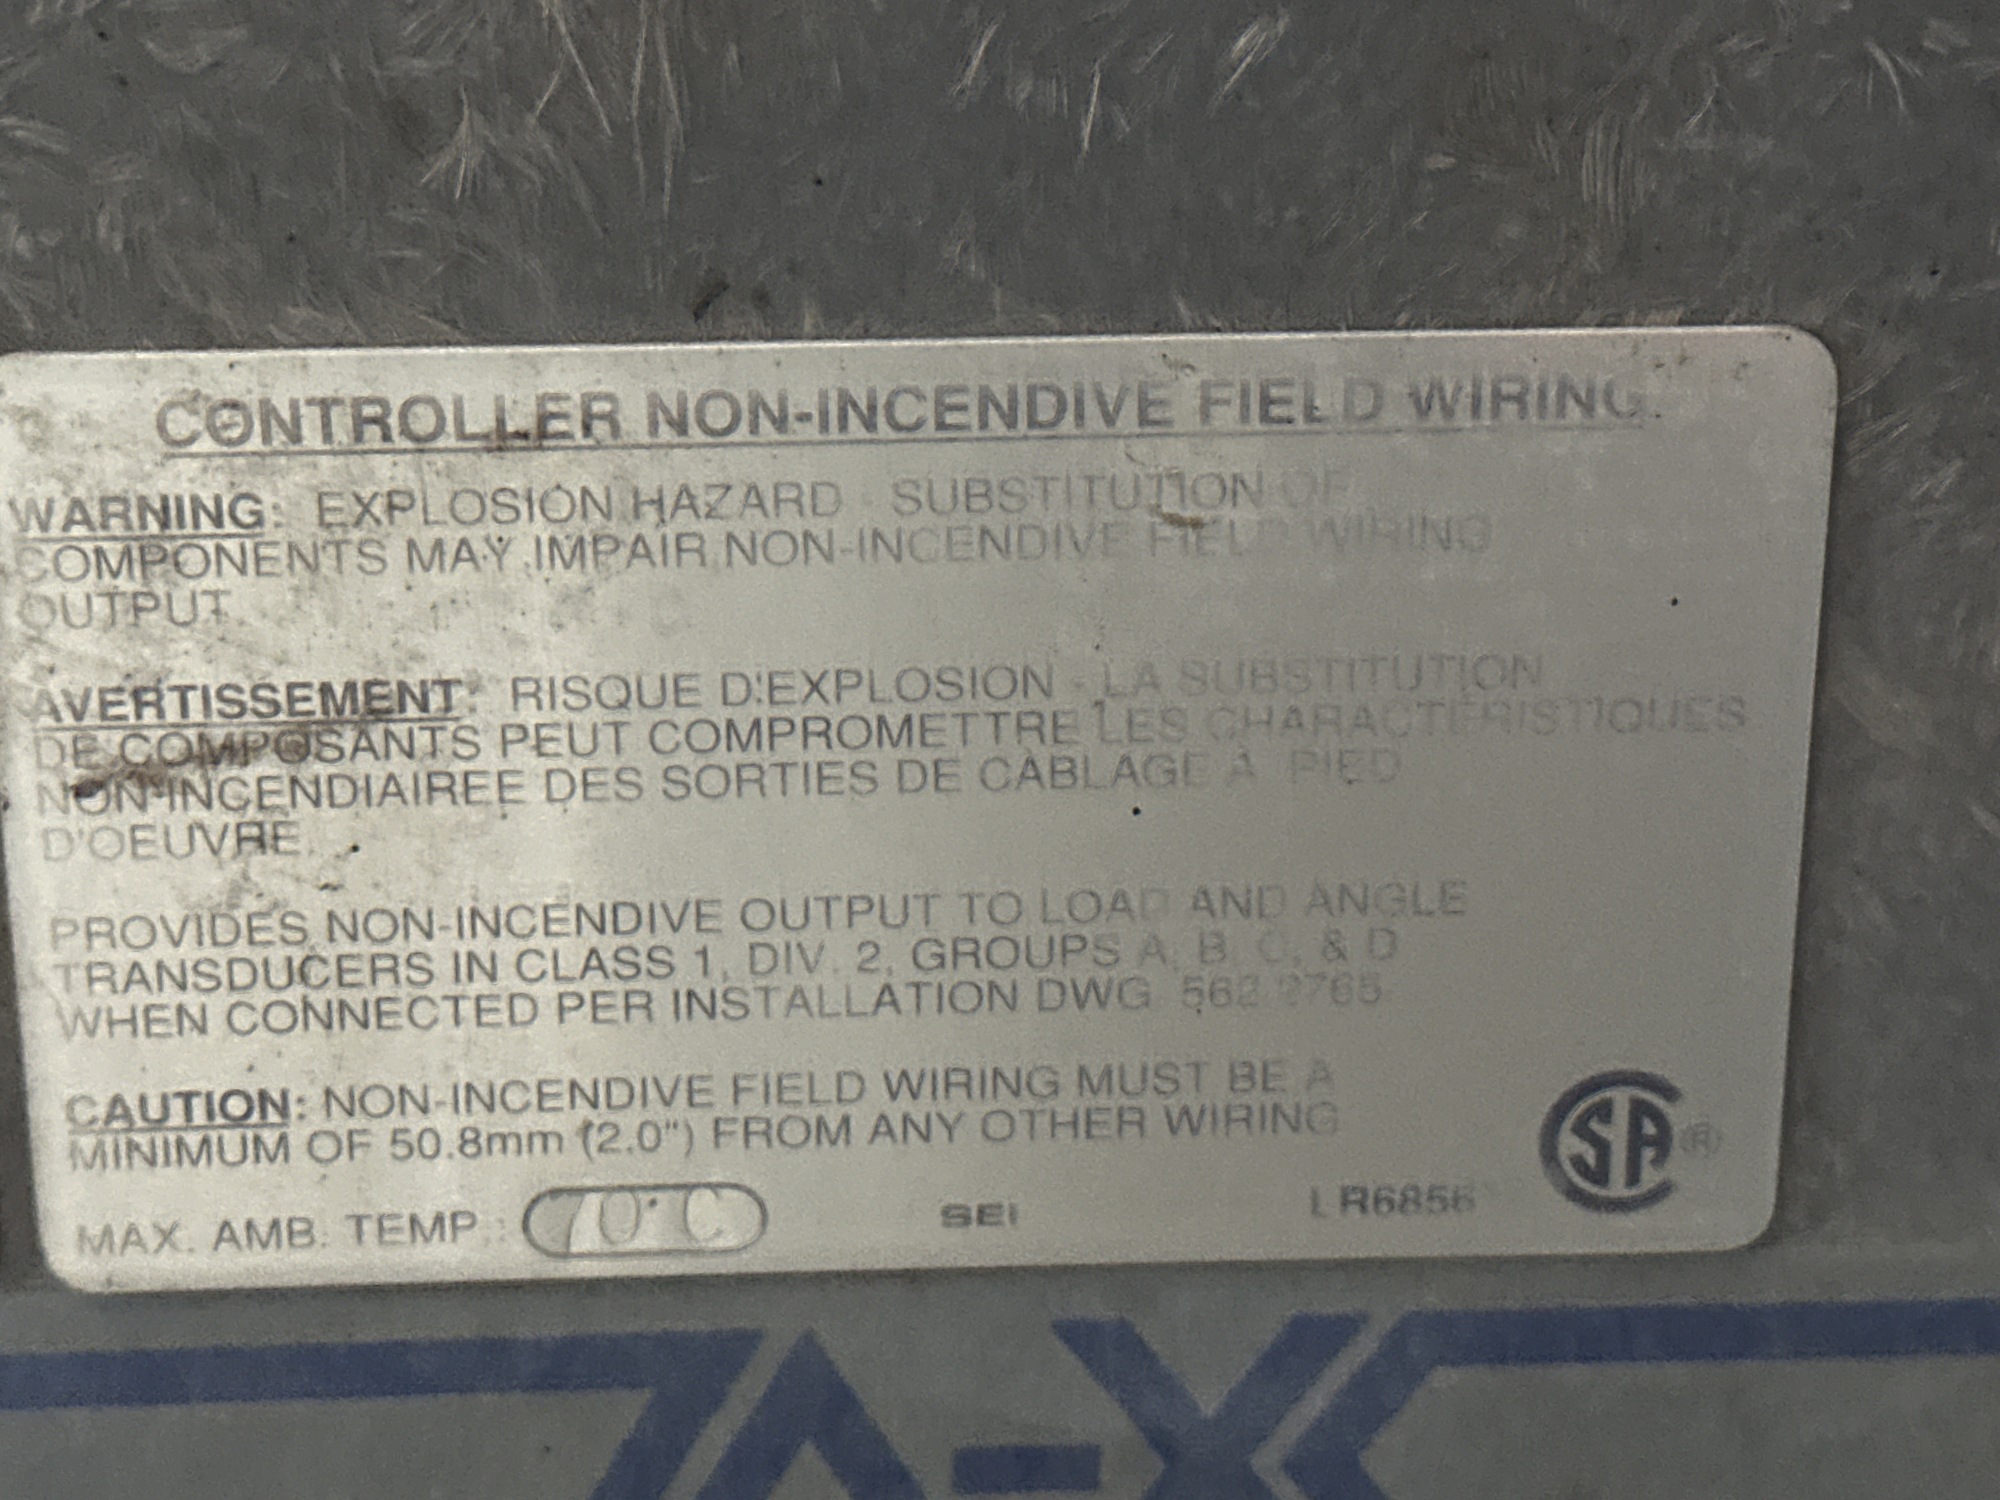 CONTROLLER NON-INCENDIVE FIELD WIRING
WARNING: EXPLOSION HAZARD - SUBSTITUTION OF
COMPONENTS MAY IMPAIR NON-INCENDIVE FIELD WIRING
OUTPUT.
AVERTISSEMENT: RISQUE D'EXPLOSION - LA SUBSTITUTION
DE COMPOSANTS PEUT COMPROMETTRE LES CHARACTERISTIQUES
NON-INCENDIAIREE DES SORTIES DE CABLAGE A PIED
D'OEUVRE.
PROVIDES NON-INCENDIVE OUTPUT TO LOAD AND ANGLE
TRANSDUCERS IN CLASS 1, DIV. 2, GROUPS A, B, C, & D
WHEN CONNECTED PER INSTALLATION DWG 562 2765.
CAUTION: NON-INCENDIVE FIELD WIRING MUST BE A
MINIMUM OF 50.8mm (2.0") FROM ANY OTHER WIRING
MAX. AMB. TEMP.: 70°C SEI LR6856 CSA ®
A-X